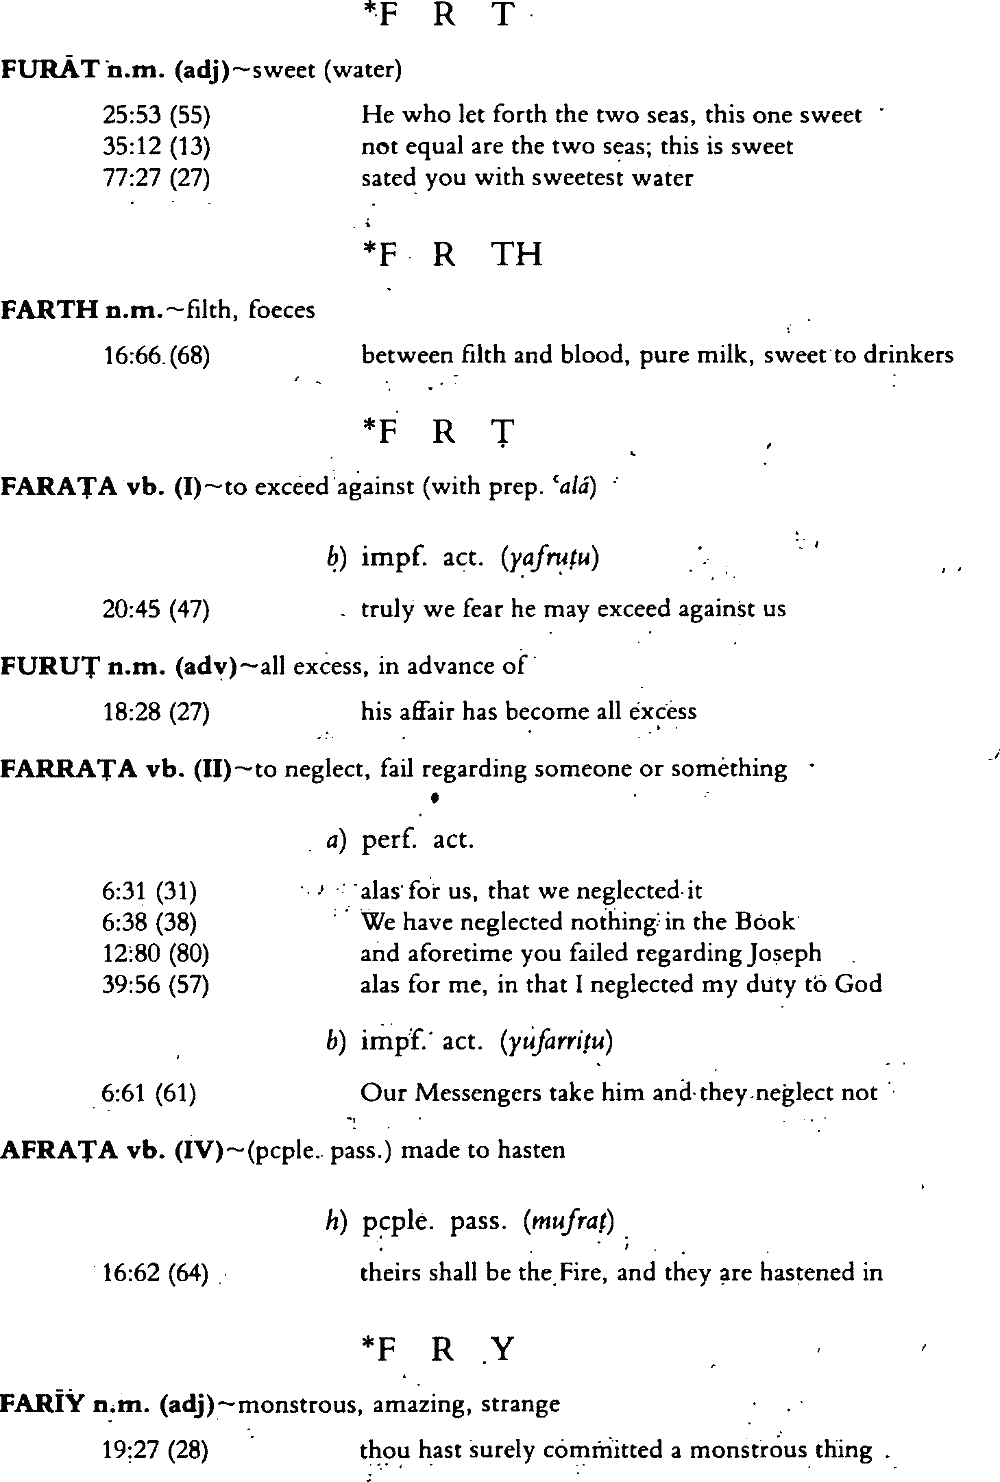 *F R T
FURĀT n.m. (adj)~sweet (water)
25:53 (55) He who let forth the two seas, this one sweet
35:12 (13) not equal are the two seas; this is sweet
77:27 (27) sated you with sweetest water
*F R TH
FARTH n.m.~filth, foeces
16:66 (68) between filth and blood, pure milk, sweet to drinkers
*F R Ṭ
FARAṬA vb. (I)~to exceed against (with prep. ʿalá)
b) impf. act. (yafruṭu)
20:45 (47) truly we fear he may exceed against us
FURUṬ n.m. (adv)~all excess, in advance of
18:28 (27) his affair has become all excess
FARRAṬA vb. (II)~to neglect, fail regarding someone or something
a) perf. act.
6:31 (31) alas for us, that we neglected it
6:38 (38) We have neglected nothing in the Book
12:80 (80) and aforetime you failed regarding Joseph
39:56 (57) alas for me, in that I neglected my duty to God
b) impf. act. (yufarriṭu)
6:61 (61) Our Messengers take him and they neglect not
AFRAṬA vb. (IV)~(pcple. pass.) made to hasten
h) pcple. pass. (mufraṭ)
16:62 (64) theirs shall be the Fire, and they are hastened in
*F R Y
FARĪY n.m. (adj)~monstrous, amazing, strange
19:27 (28) thou hast surely committed a monstrous thing